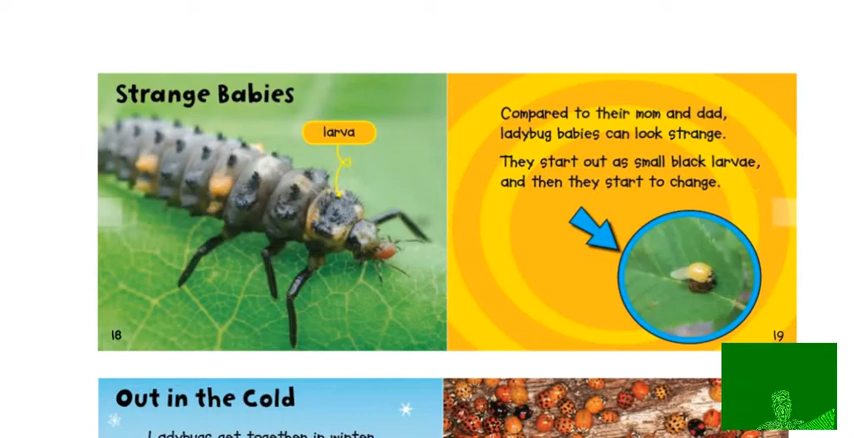 Strange Babies
larva
18
Compared to their mom and dad,
ladybug babies can look strange.
They start out as small black larvae,
and then they start to change.
19
Out in the Cold
Ladybugs get together in winter